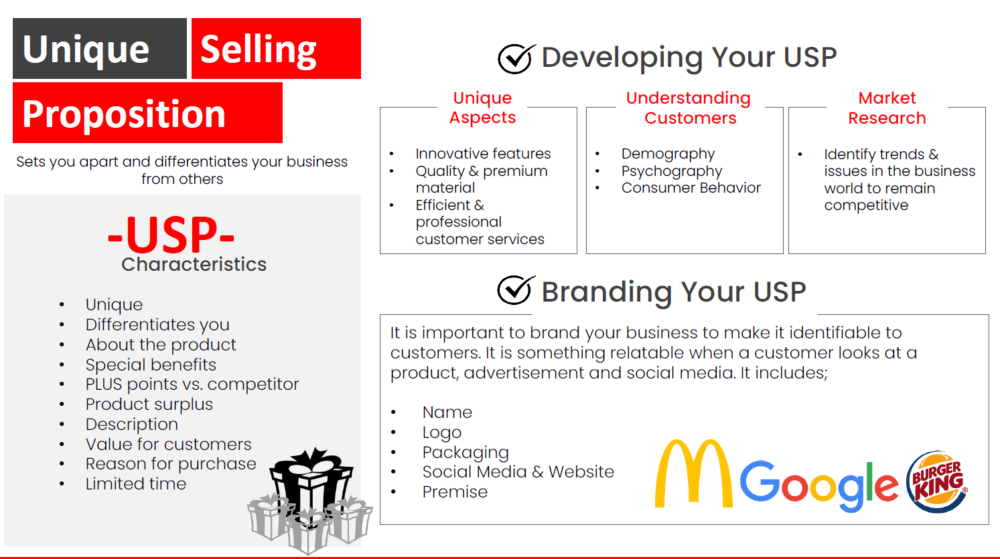 Unique Selling
Proposition
Sets you apart and differentiates your business
from others
-USP-
Characteristics
• Unique
• Differentiates you
• About the product
• Special benefits
• PLUS points vs. competitor
• Product surplus
• Description
• Value for customers
• Reason for purchase
• Limited time
Developing Your USP
Unique
Aspects
• Innovative features
• Quality & premium
material
• Efficient &
professional
customer services
Understanding
Customers
• Demography
• Psychography
• Consumer Behavior
Market
Research
• Identify trends &
issues in the business
world to remain
competitive
Branding Your USP
It is important to brand your business to make it identifiable to
customers. It is something relatable when a customer looks at a
product, advertisement and social media. It includes;
• Name
• Logo
• Packaging
• Social Media & Website
• Premise
M
Google
BURGER
KING®